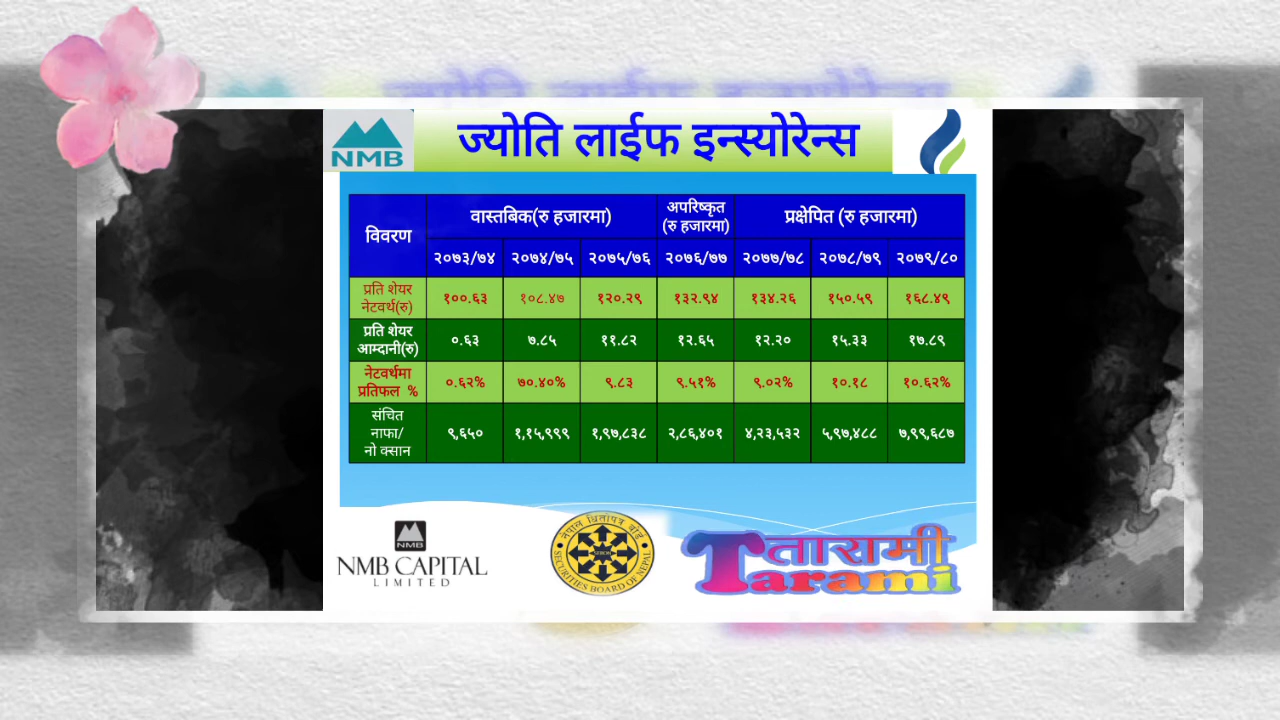 ज्योति लाईफ इन्स्योरेन्स
NMB
विवरण
वास्तबिक(रु हजारमा)
अपरिष्कृत
(रु हजारमा)
प्रक्षेपित (रु हजारमा)
२०७३/७४ २०७४/७५ २०७५/७६ २०७६/७७ २०७७/७८ २०७८/७९ २०७९/८०
प्रति शेयर
नेटवर्थ(रु)
१००.६३ १०८.४७ १२०.२९ १३२.९४ १३४.२६ १५०.५९ १६८.४९
प्रति शेयर
आम्दानी(रु)
०.६३ ७.८५ ११.८२ १२.६५ १२.२० १५.३३ १७.८९
नेटवर्थमा
प्रतिफल %
०.६२% ७०.४०% ९.८३ ९.५१% ९.०२% १०.१८ १०.६२%
संचित
नाफा/
नो क्सान
९,६५० १,१५,९९९ १,९७,८३८ २,८६,४०१ ४,२३,५३२ ५,९७,४८८ ७,९९,६८७
NMB
NMB CAPITAL
LIMITED
नेपाल धितोपत्र बोर्ड
SECURITIES BOARD OF NEPAL
तारामी
Tarami